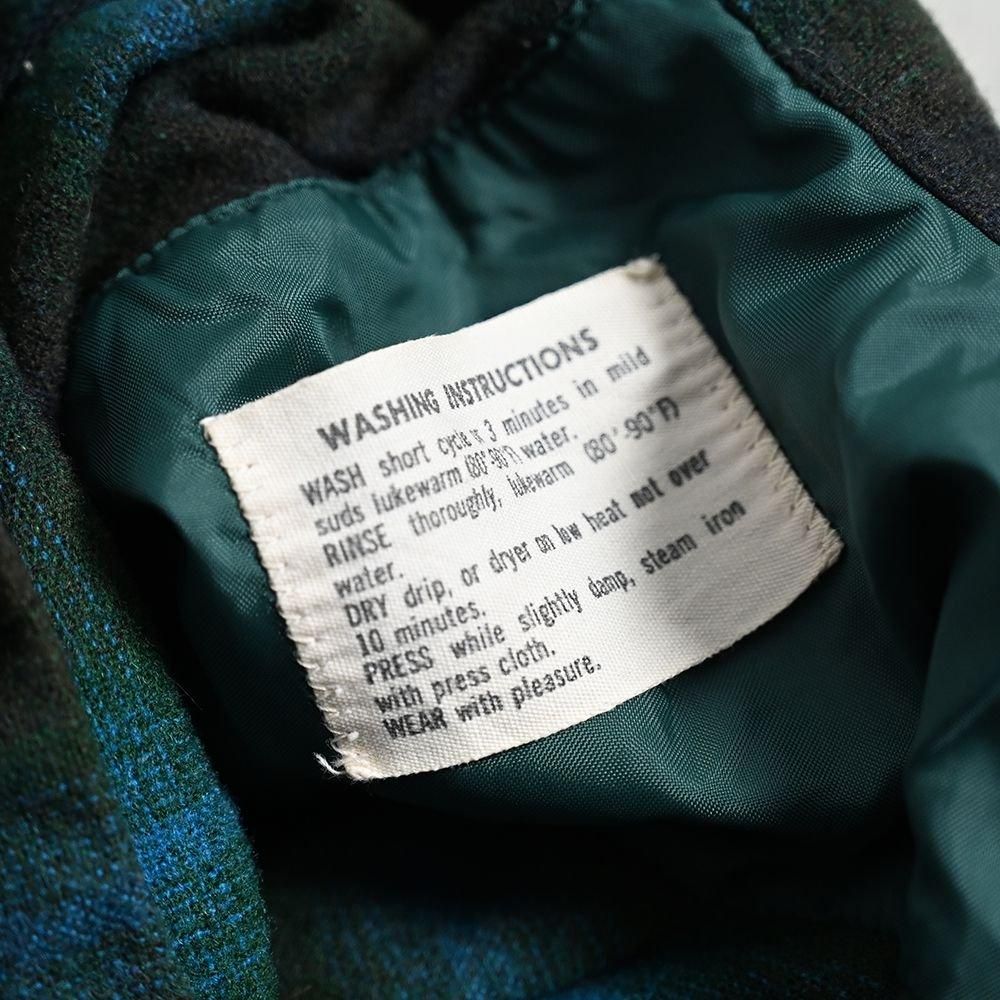 WASHING INSTRUCTIONS
WASH short cycle or 3 minutes in mild
suds lukewarm (80°-90°F) water.
RINSE thoroughly, lukewarm (80°-90°F)
water.
DRY drip, or dryer on low heat not over
10 minutes.
PRESS while slightly damp, steam iron
with press cloth.
WEAR with pleasure.